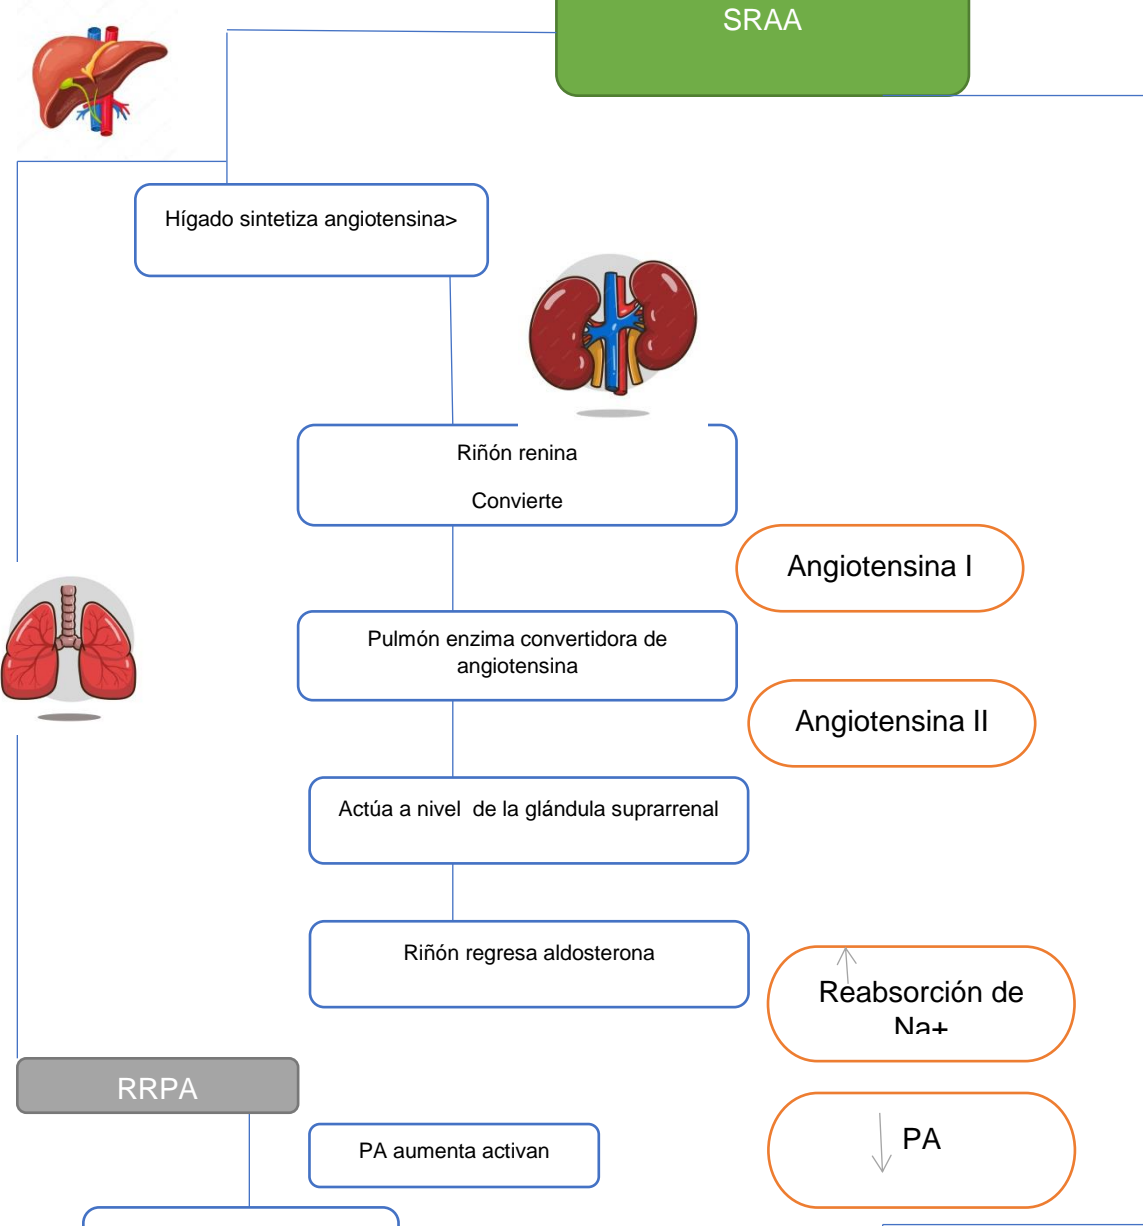 SRAA
Hígado sintetiza angiotensina>
Riñón renina
Convierte
Angiotensina I
Pulmón enzima convertidora de
angiotensina
Angiotensina II
Actúa a nivel  de la glándula suprarrenal
Riñón regresa aldosterona
Reabsorción de
Na+
RRPA
PA aumenta activan
PA